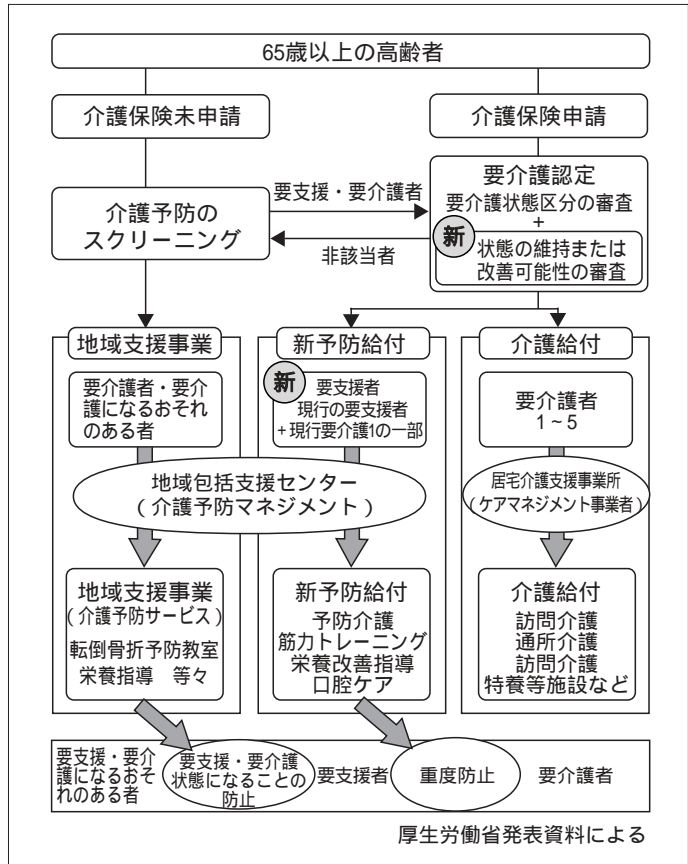 65歳以上の高齢者
介護保険未申請
介護保険申請
介護予防の
スクリーニング
要支援・要介護者
非該当者
要介護認定
要介護状態区分の審査
+
新
状態の維持または
改善可能性の審査
地域支援事業
新予防給付
介護給付
要介護者・要介
護になるおそれ
のある者
新
要支援者
現行の要支援者
+現行要介護1の一部
要介護者
1~5
地域包括支援センター
(介護予防マネジメント)
居宅介護支援事業所
(ケアマネジメント事業者)
地域支援事業
(介護予防サービス)
転倒骨折予防教室
栄養指導 等々
新予防給付
予防介護
筋力トレーニング
栄養改善指導
口腔ケア
介護給付
訪問介護
通所介護
訪問介護
特養等施設など
要支援・要介
護になるおそ
れのある者
要支援・要介護
状態になることの
防止
要支援者
重度防止
要介護者
厚生労働省発表資料による